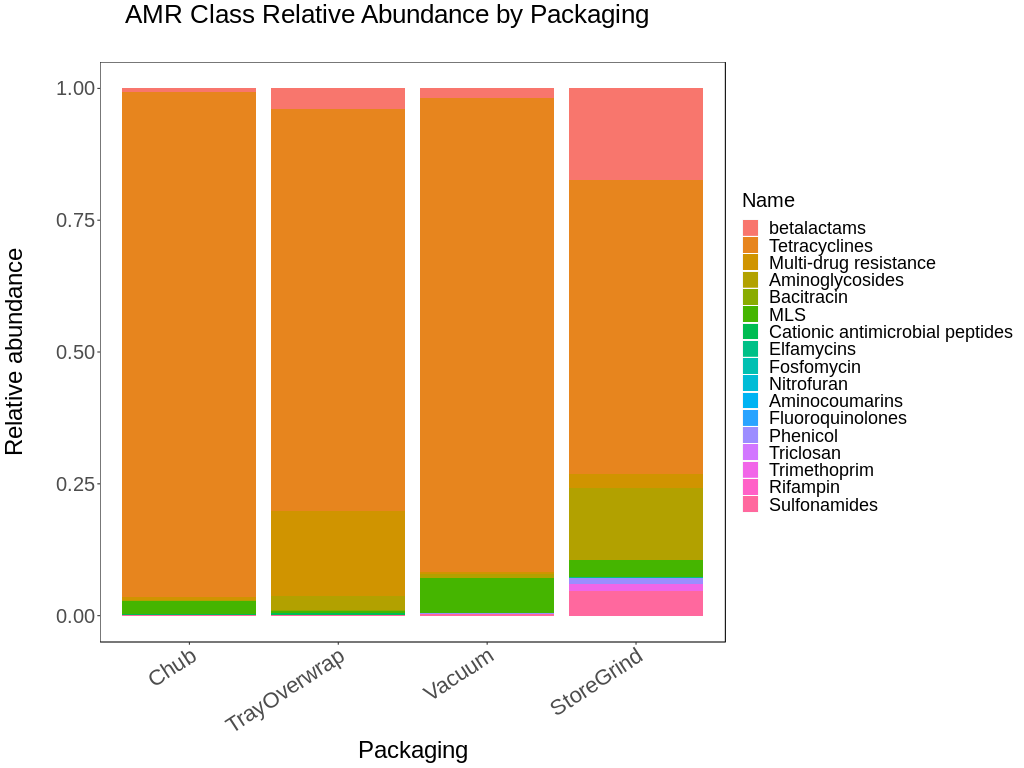 AMR Class Relative Abundance by Packaging
Relative abundance
1.00
0.75
0.50
0.25
0.00
Chub
TrayOverwrap
Vacuum
StoreGrind
Packaging
Name
betalactams
Tetracyclines
Multi-drug resistance
Aminoglycosides
Bacitracin
MLS
Cationic antimicrobial peptides
Elfamycins
Fosfomycin
Nitrofuran
Aminocoumarins
Fluoroquinolones
Phenicol
Triclosan
Trimethoprim
Rifampin
Sulfonamides